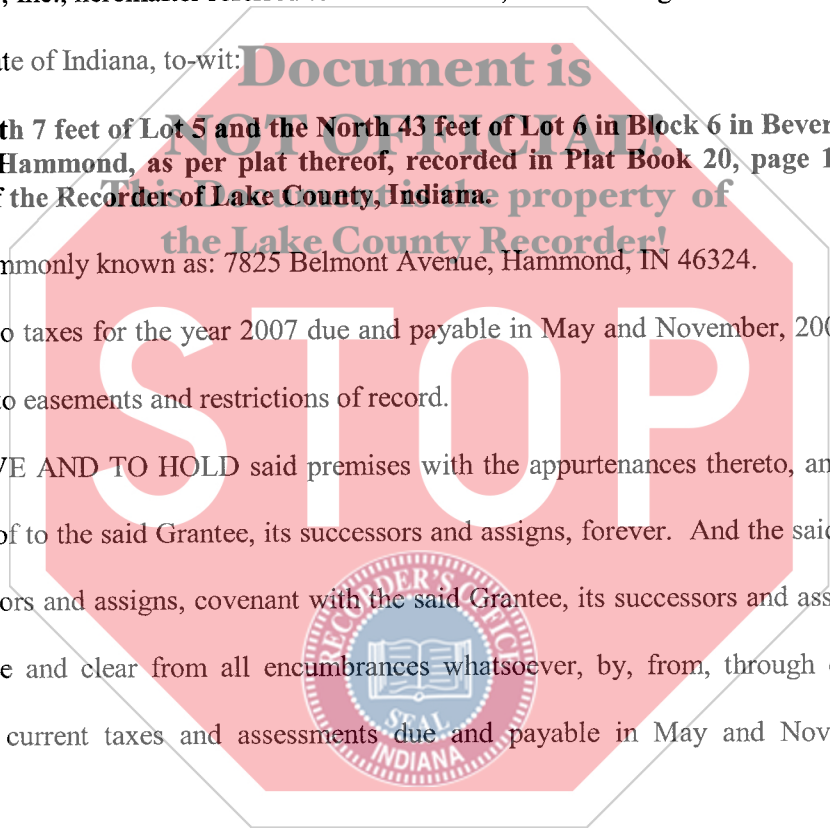 ate of Indiana, to-wit:
Document is
NOT OFFICIAL!
th 7 feet of Lot 5 and the North 43 feet of Lot 6 in Block 6 in Bever
Hammond, as per plat thereof, recorded in Plat Book 20, page 1
f the Recorder of Lake County, Indiana.
This Document is the property of
the Lake County Recorder!
mmonly known as: 7825 Belmont Avenue, Hammond, IN 46324.
STOP
o taxes for the year 2007 due and payable in May and November, 200
to easements and restrictions of record.
VE AND TO HOLD said premises with the appurtenances thereto, an
of to the said Grantee, its successors and assigns, forever. And the said
ors and assigns, covenant with the said Grantee, its successors and ass
e and clear from all encumbrances whatsoever, by, from, through
current taxes and assessments due and payable in May and Nov
RECORDER'S OFFICE
SEAL
INDIANA